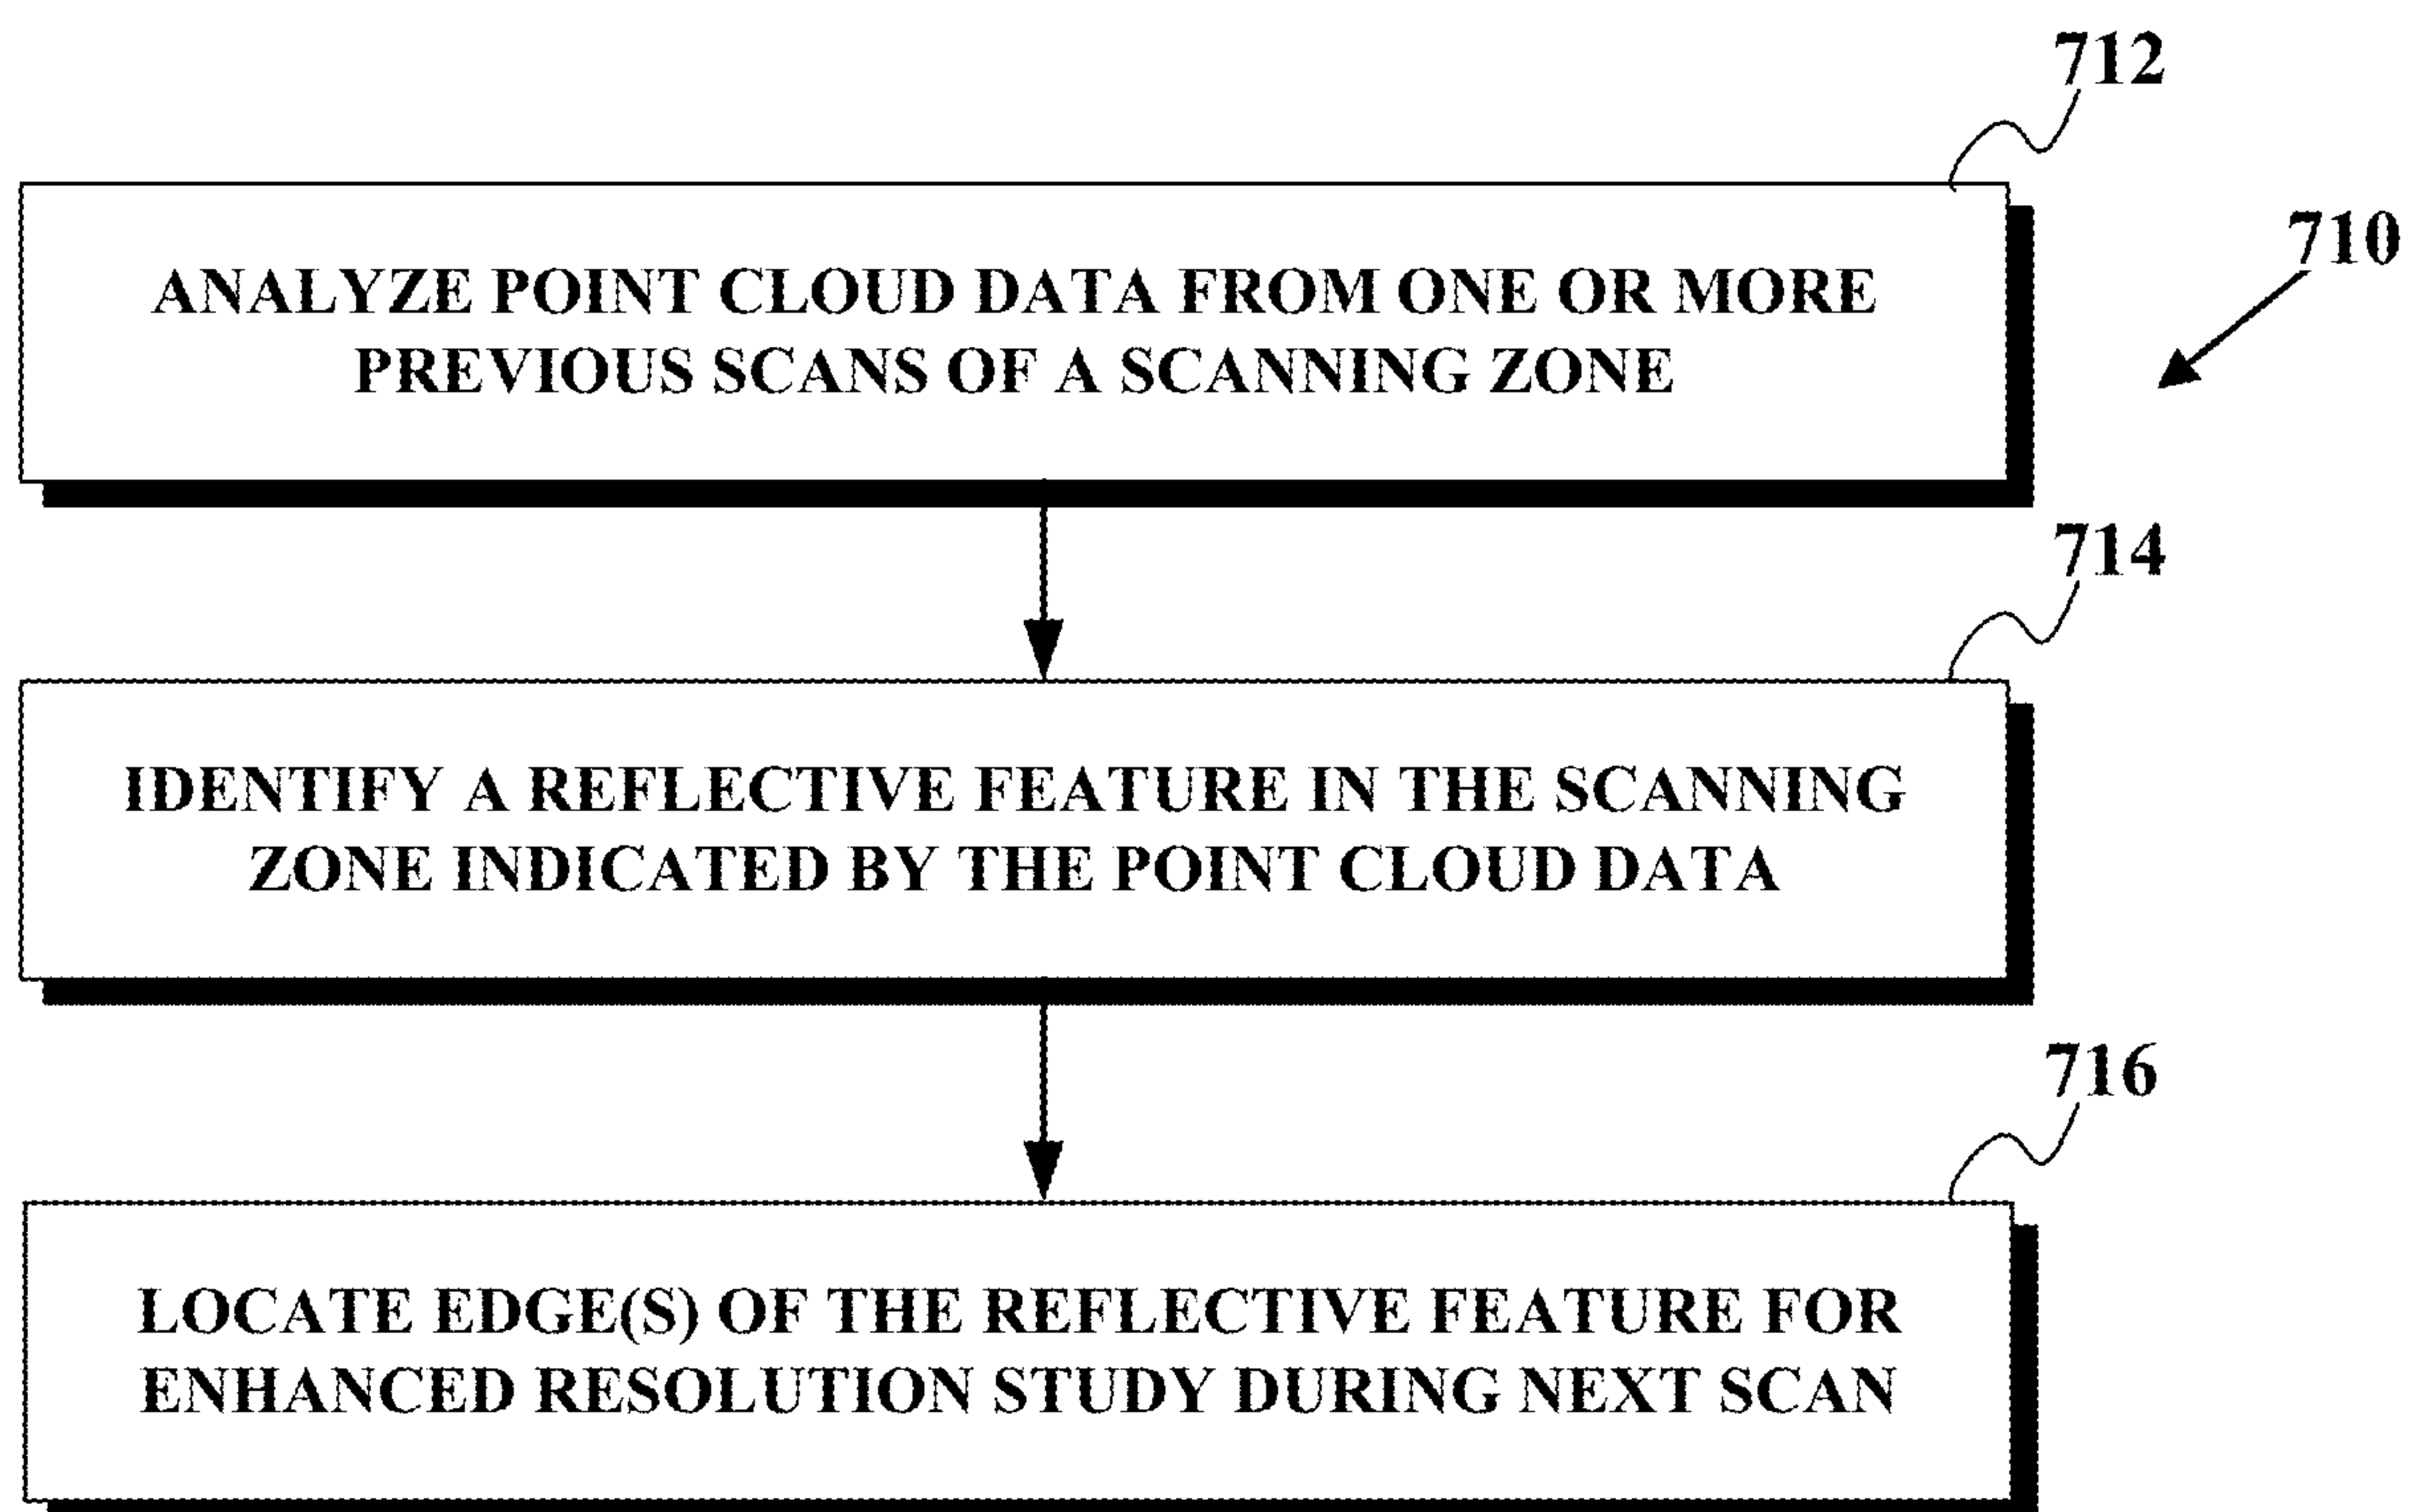 712
710
ANALYZE POINT CLOUD DATA FROM ONE OR MORE
PREVIOUS SCANS OF A SCANNING ZONE
714
IDENTIFY A REFLECTIVE FEATURE IN THE SCANNING
ZONE INDICATED BY THE POINT CLOUD DATA
716
LOCATE EDGE(S) OF THE REFLECTIVE FEATURE FOR
ENHANCED RESOLUTION STUDY DURING NEXT SCAN